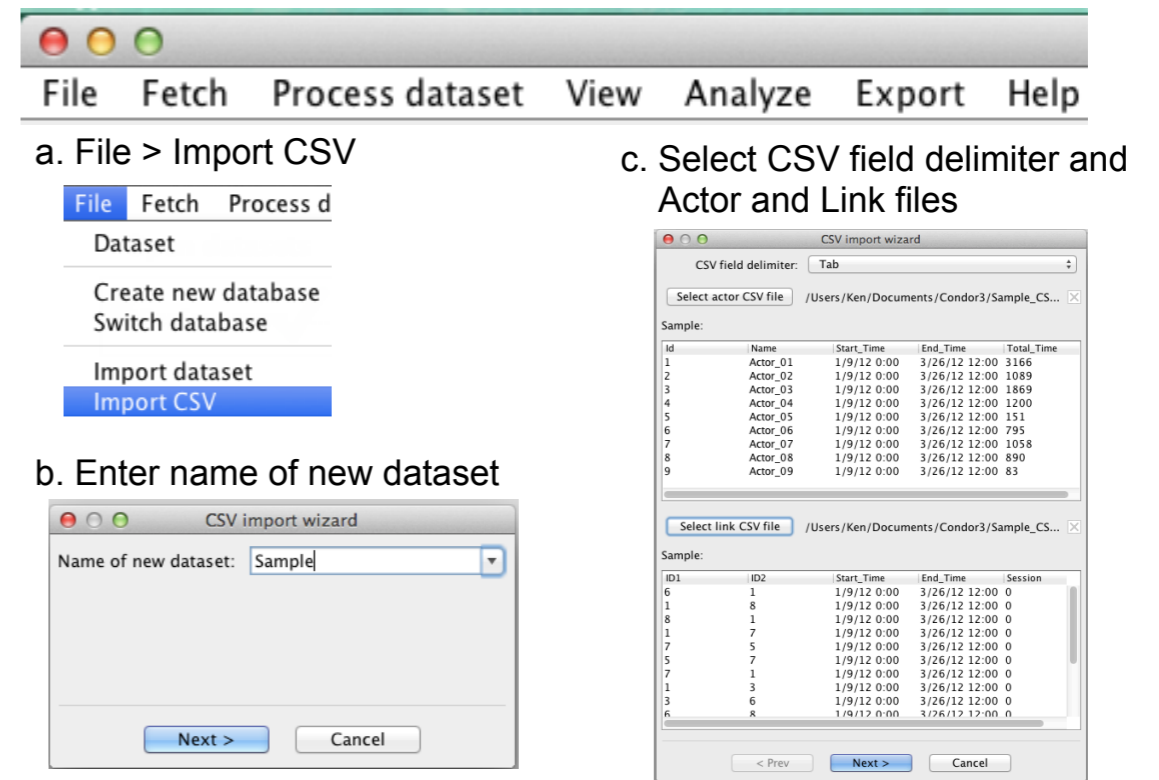 File Fetch Process dataset View Analyze Export Help
a. File > Import CSV
File Fetch Process d
Dataset
Create new database
Switch database
Import dataset
Import CSV
b. Enter name of new dataset
CSV import wizard
Name of new dataset: Sample
Next > Cancel
c. Select CSV field delimiter and
Actor and Link files
CSV import wizard
CSV field delimiter: Tab
Select actor CSV file /Users/Ken/Documents/Condor3/Sample_CS...
Sample:
Id Name Start_Time End_Time Total_Time
1 Actor_01 1/9/12 0:00 3/26/12 12:00 3166
2 Actor_02 1/9/12 0:00 3/26/12 12:00 1089
3 Actor_03 1/9/12 0:00 3/26/12 12:00 1869
4 Actor_04 1/9/12 0:00 3/26/12 12:00 1200
5 Actor_05 1/9/12 0:00 3/26/12 12:00 151
6 Actor_06 1/9/12 0:00 3/26/12 12:00 795
7 Actor_07 1/9/12 0:00 3/26/12 12:00 1058
8 Actor_08 1/9/12 0:00 3/26/12 12:00 890
9 Actor_09 1/9/12 0:00 3/26/12 12:00 83
Select link CSV file /Users/Ken/Documents/Condor3/Sample_CS...
Sample:
ID1 ID2 Start_Time End_Time Session
6 1 1/9/12 0:00 3/26/12 12:00 0
1 8 1/9/12 0:00 3/26/12 12:00 0
8 1 1/9/12 0:00 3/26/12 12:00 0
1 7 1/9/12 0:00 3/26/12 12:00 0
7 5 1/9/12 0:00 3/26/12 12:00 0
5 7 1/9/12 0:00 3/26/12 12:00 0
7 1 1/9/12 0:00 3/26/12 12:00 0
1 3 1/9/12 0:00 3/26/12 12:00 0
3 6 1/9/12 0:00 3/26/12 12:00 0
6 8 1/9/12 0:00 3/26/12 12:00 0
< Prev Next > Cancel